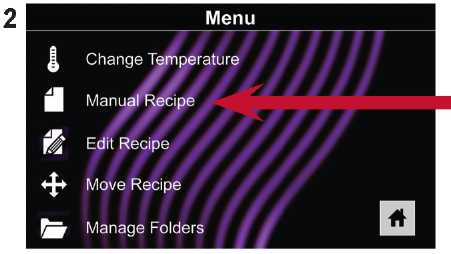 2
Menu
Change Temperature
Manual Recipe
Edit Recipe
Move Recipe
Manage Folders